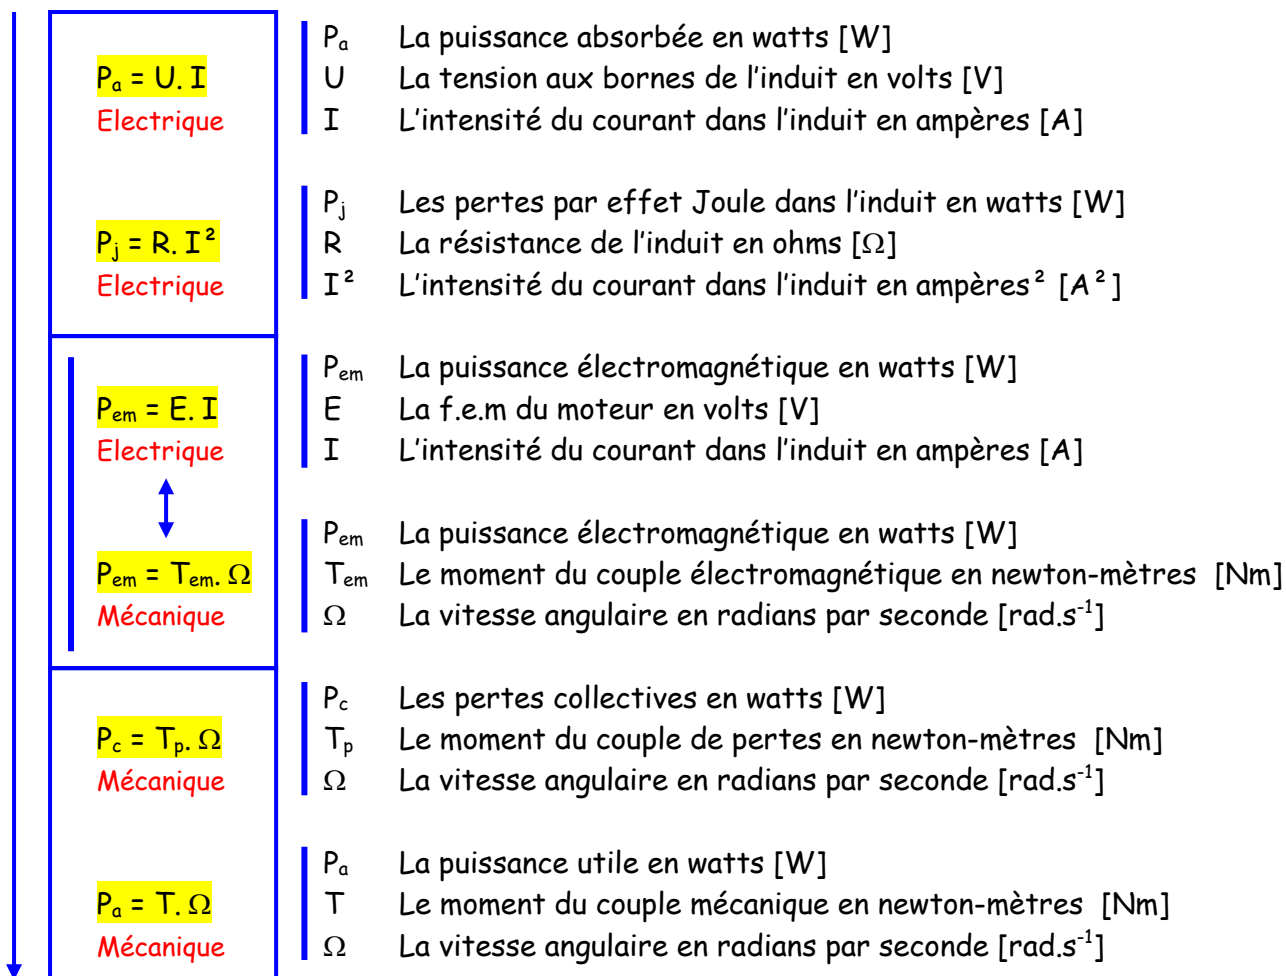 Pa La puissance absorbée en watts [W]
Pa = U. I U La tension aux bornes de l'induit en volts [V]
Electrique I L'intensité du courant dans l'induit en ampères [A]
Pj Les pertes par effet Joule dans l'induit en watts [W]
Pj = R. I² R La résistance de l'induit en ohms [Ω]
Electrique I² L'intensité du courant dans l'induit en ampères² [A²]
Pem La puissance électromagnétique en watts [W]
Pem = E. I E La f.e.m du moteur en volts [V]
Electrique I L'intensité du courant dans l'induit en ampères [A]
Pem La puissance électromagnétique en watts [W]
Pem = Tem. Ω Tem Le moment du couple électromagnétique en newton-mètres [Nm]
Mécanique Ω La vitesse angulaire en radians par seconde [rad.s⁻¹]
Pc Les pertes collectives en watts [W]
Pc = Tp. Ω Tp Le moment du couple de pertes en newton-mètres [Nm]
Mécanique Ω La vitesse angulaire en radians par seconde [rad.s⁻¹]
Pa La puissance utile en watts [W]
Pa = T. Ω T Le moment du couple mécanique en newton-mètres [Nm]
Mécanique Ω La vitesse angulaire en radians par seconde [rad.s⁻¹]